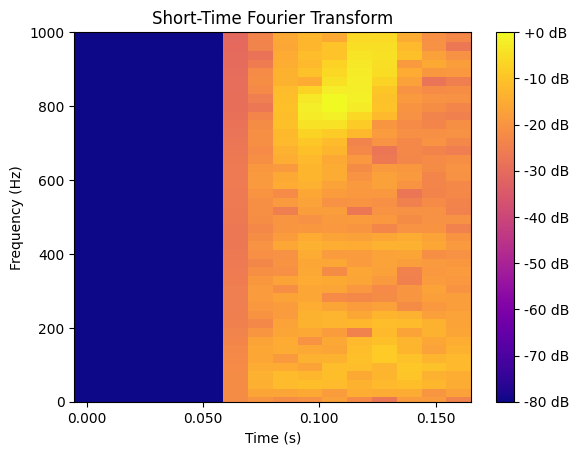 Short-Time Fourier Transform
Frequency (Hz)
1000
800
600
400
200
0
0.000
0.050
0.100
0.150
Time (s)
+0 dB
-10 dB
-20 dB
-30 dB
-40 dB
-50 dB
-60 dB
-70 dB
-80 dB